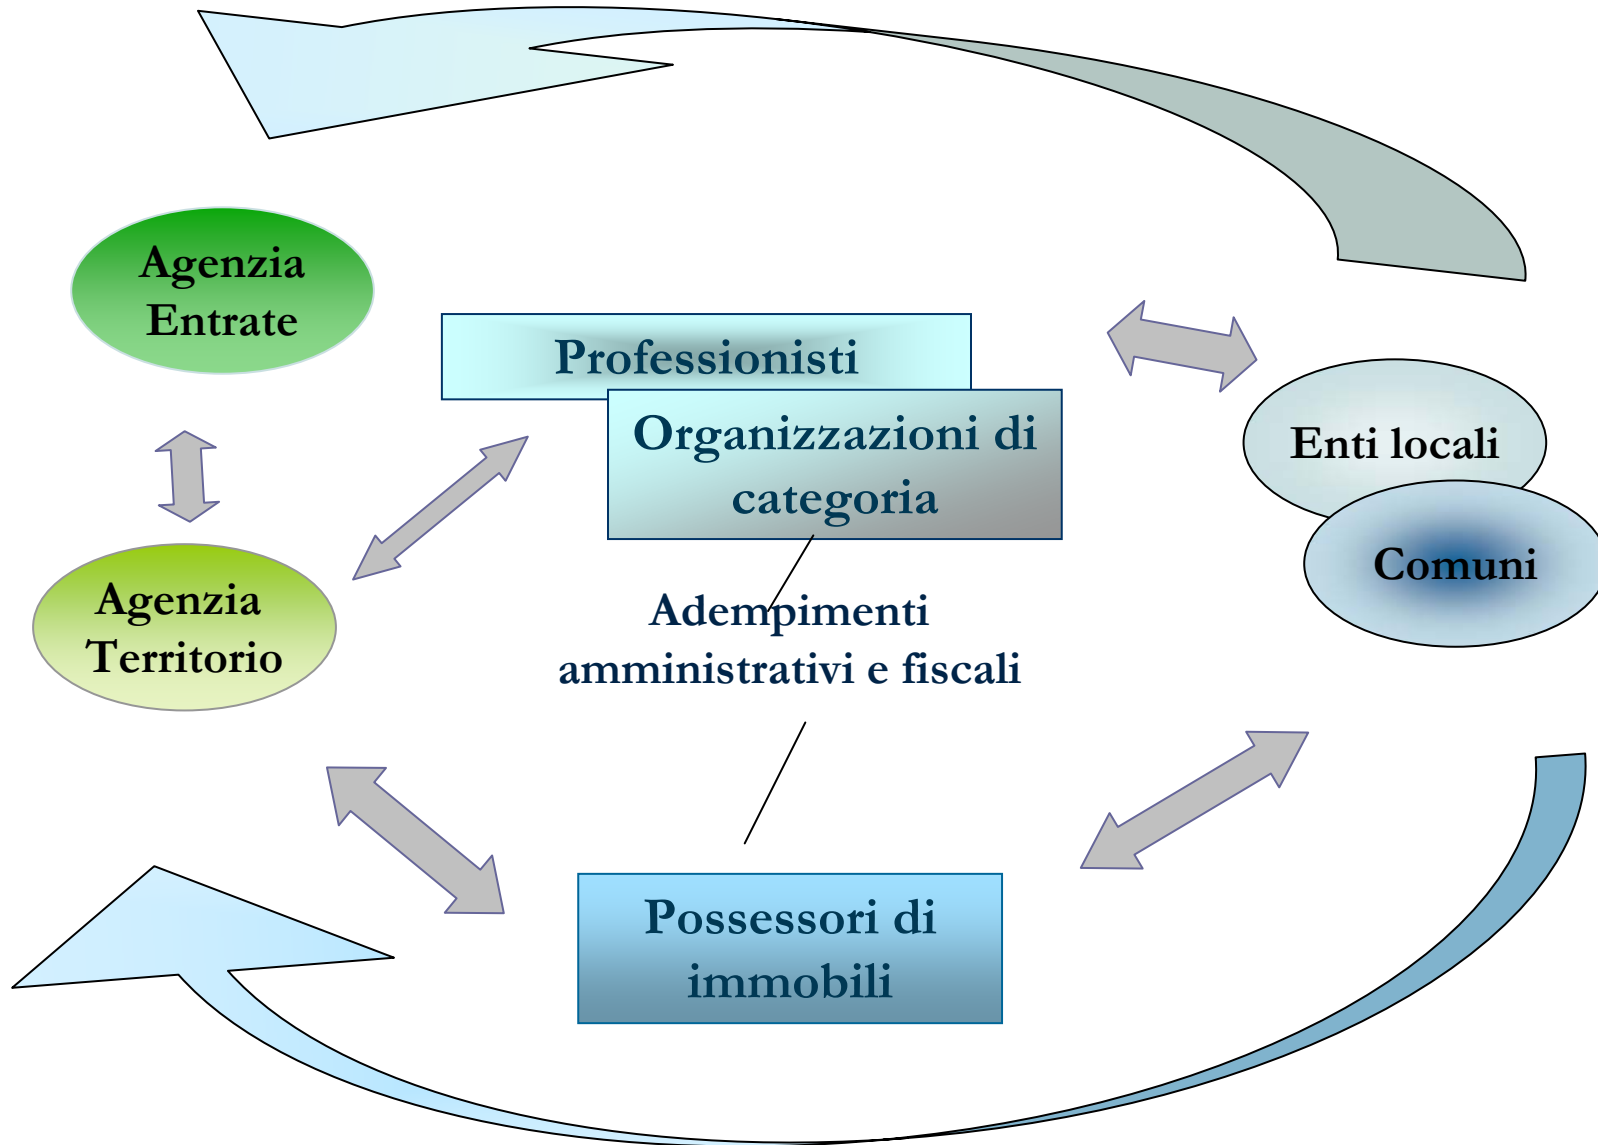 Agenzia
Entrate
Professionisti
Organizzazioni di
categoria
Enti locali
Comuni
Agenzia
Territorio
Adempimenti
amministrativi e fiscali
Possessori di
immobili